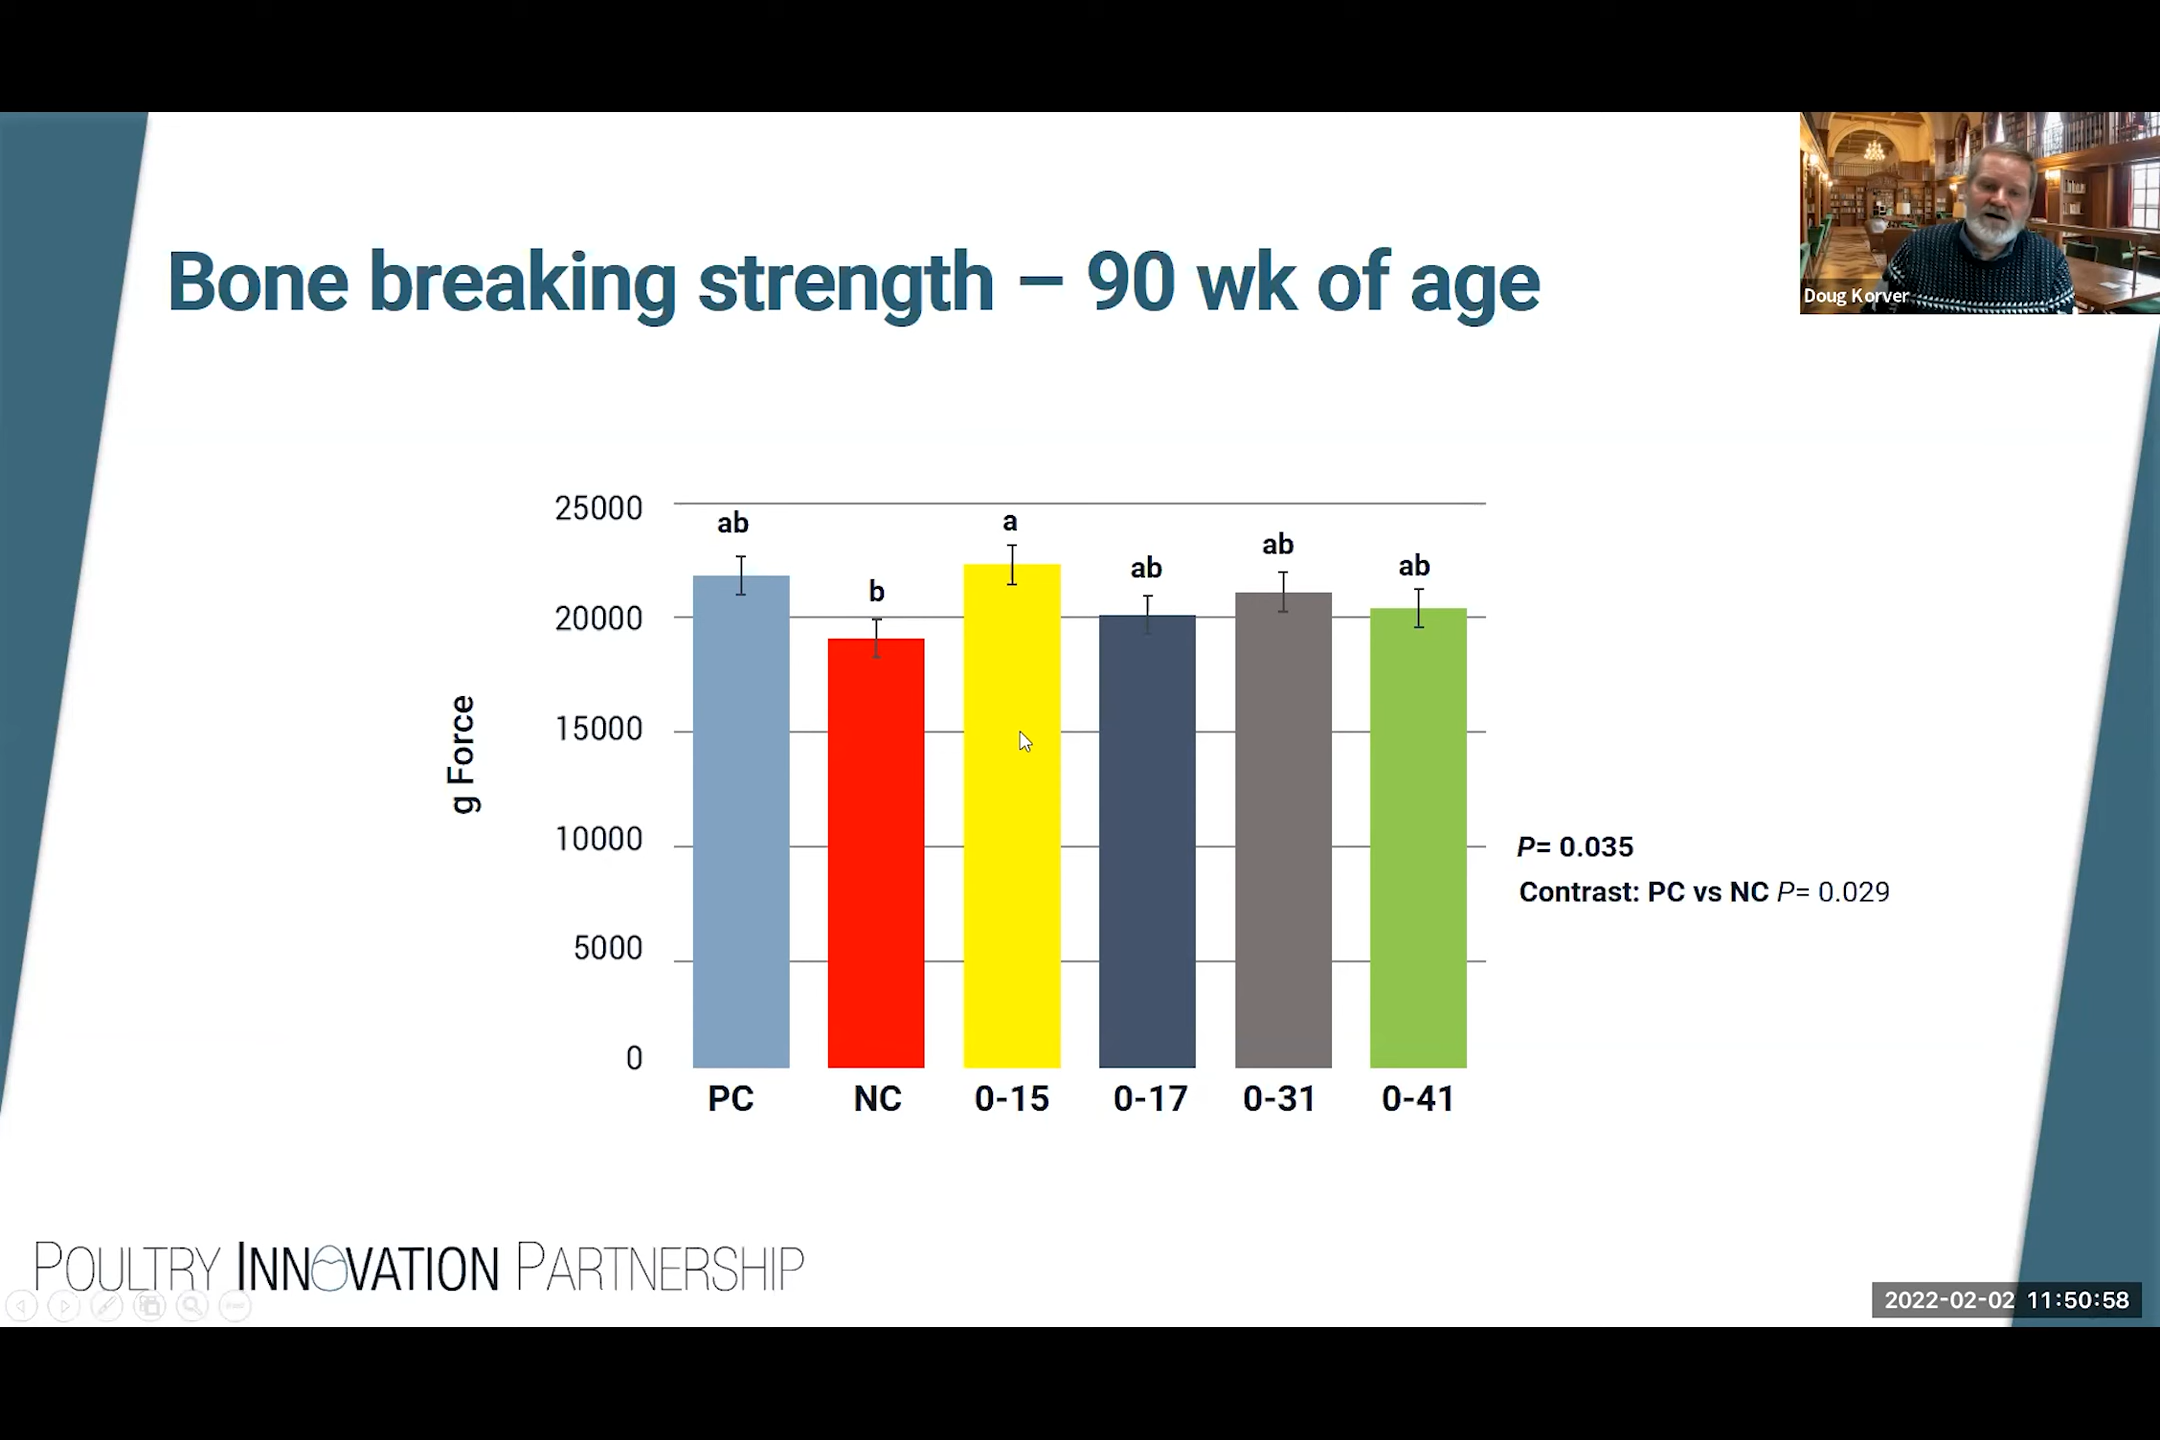 Doug Korver
Bone breaking strength – 90 wk of age
25000
20000
15000
10000
5000
0
g Force
ab
b
a
ab
ab
ab
PC
NC
0-15
0-17
0-31
0-41
P= 0.035
Contrast: PC vs NC P= 0.029
POULTRY INNOVATION PARTNERSHIP
2022-02-02 11:50:58